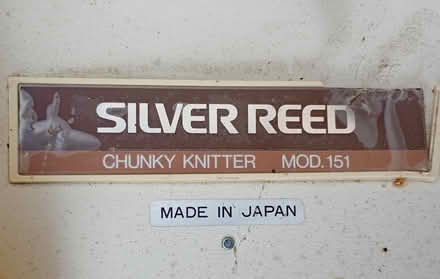 SILVER REED
CHUNKY KNITTER MOD.151
MADE IN JAPAN